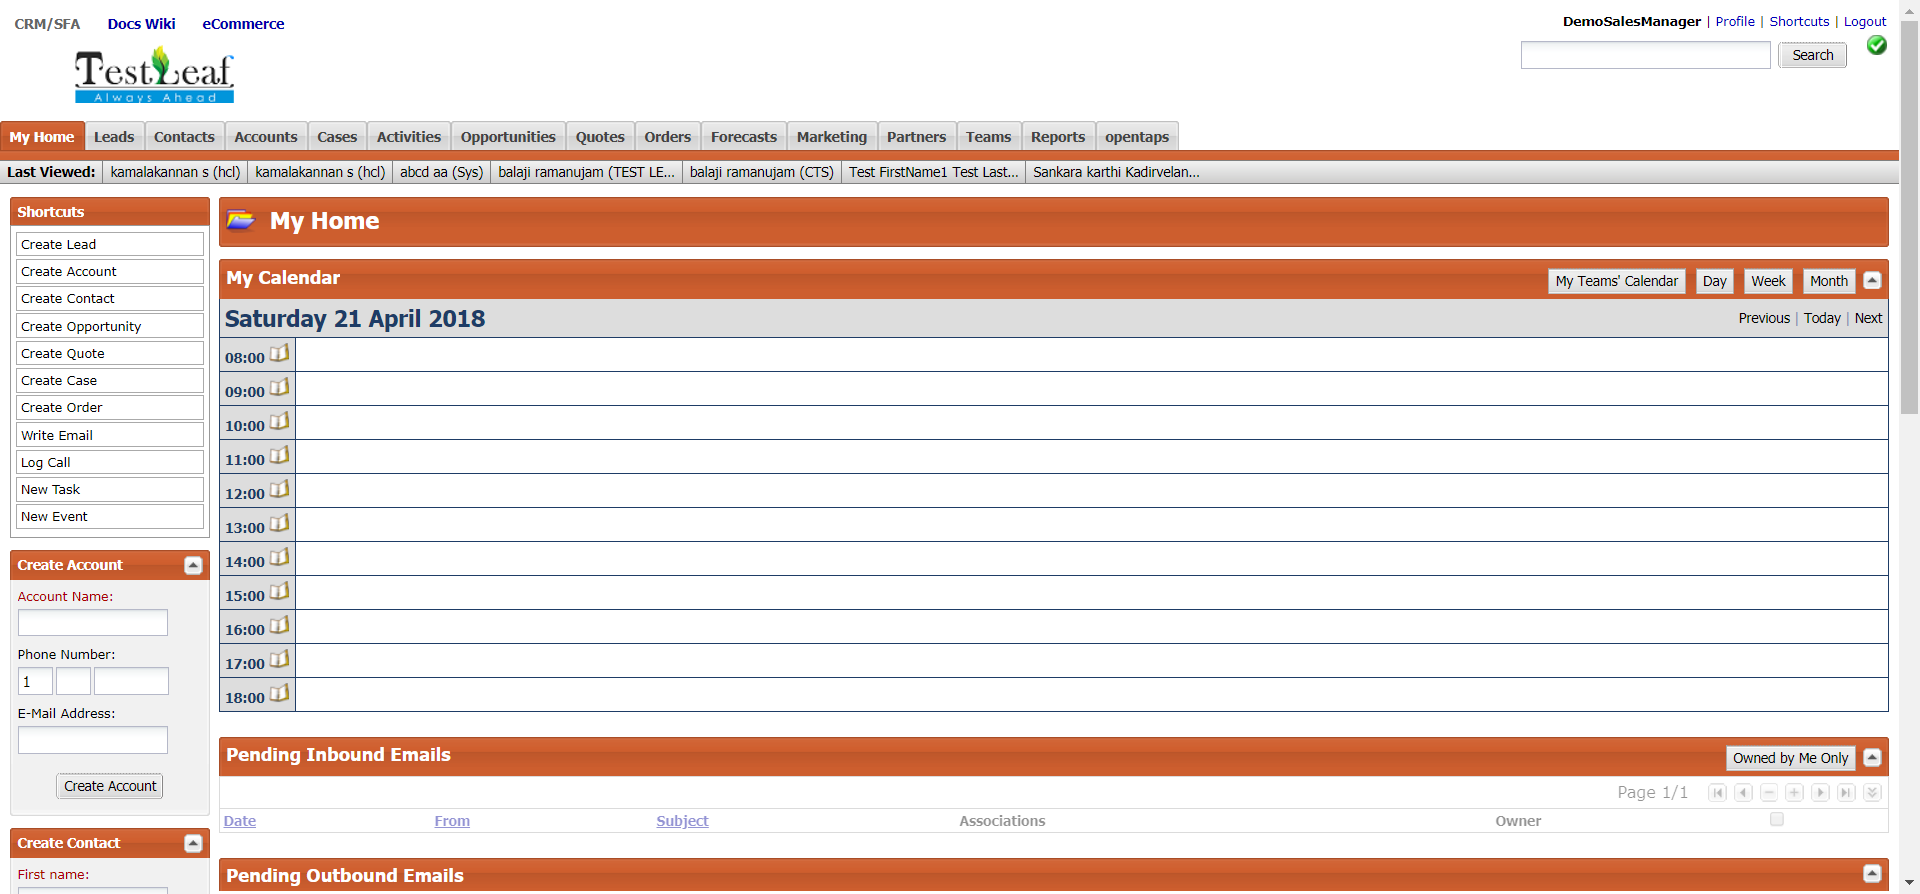 CRM/SFA Docs Wiki eCommerce
DemoSalesManager | Profile | Shortcuts | Logout
TestLeaf
Always Ahead
Search
My Home Leads Contacts Accounts Cases Activities Opportunities Quotes Orders Forecasts Marketing Partners Teams Reports opentaps
Last Viewed: kamalakannan s (hcl) kamalakannan s (hcl) abcd aa (Sys) balaji ramanujam (TEST LE... balaji ramanujam (CTS) Test FirstName1 Test Last... Sankara karthi Kadirvelan...
Shortcuts
Create Lead
Create Account
Create Contact
Create Opportunity
Create Quote
Create Case
Create Order
Write Email
Log Call
New Task
New Event
Create Account
Account Name:
Phone Number:
1
E-Mail Address:
Create Account
Create Contact
First name:
My Home
My Calendar
My Teams' Calendar Day Week Month
Saturday 21 April 2018
Previous | Today | Next
08:00
09:00
10:00
11:00
12:00
13:00
14:00
15:00
16:00
17:00
18:00
Pending Inbound Emails
Owned by Me Only
Page 1/1
Date From Subject Associations Owner
Pending Outbound Emails